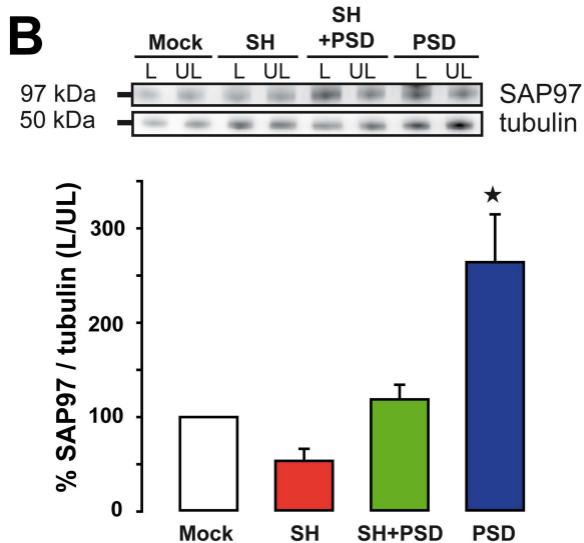 B
SH
Mock SH +PSD PSD
L UL L UL L UL L UL
97 kDa SAP97
50 kDa tubulin
% SAP97 / tubulin (L/UL)
300
★
200
100
0
Mock SH SH+PSD PSD